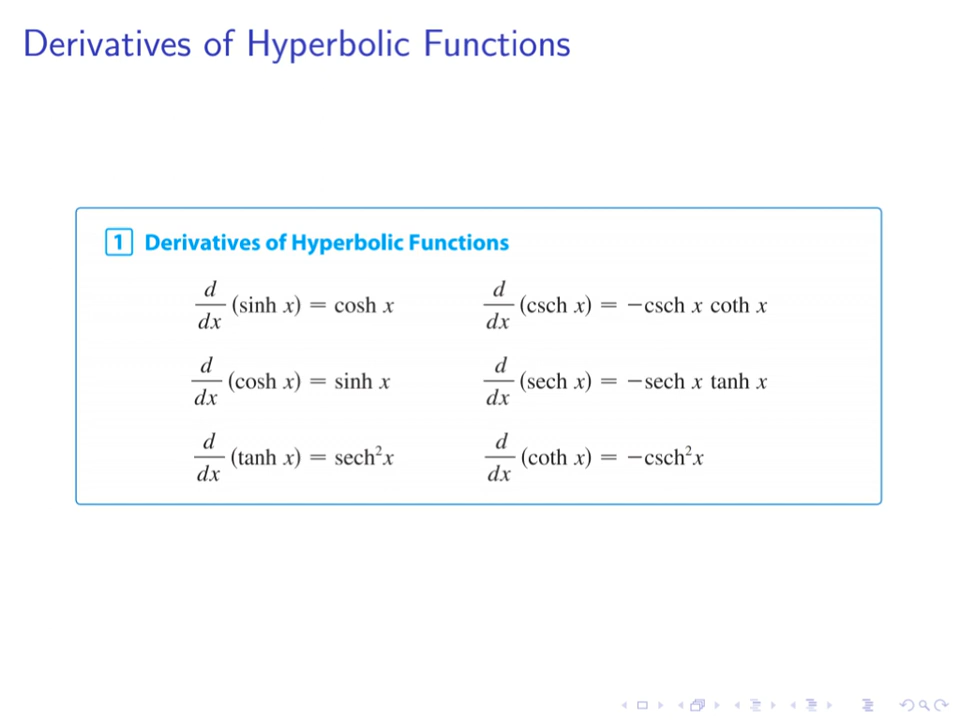 Derivatives of Hyperbolic Functions
1 Derivatives of Hyperbolic Functions
d/dx (sinh x) = cosh x    d/dx (csch x) = −csch x coth x
d/dx (cosh x) = sinh x    d/dx (sech x) = −sech x tanh x
d/dx (tanh x) = sech²x    d/dx (coth x) = −csch²x